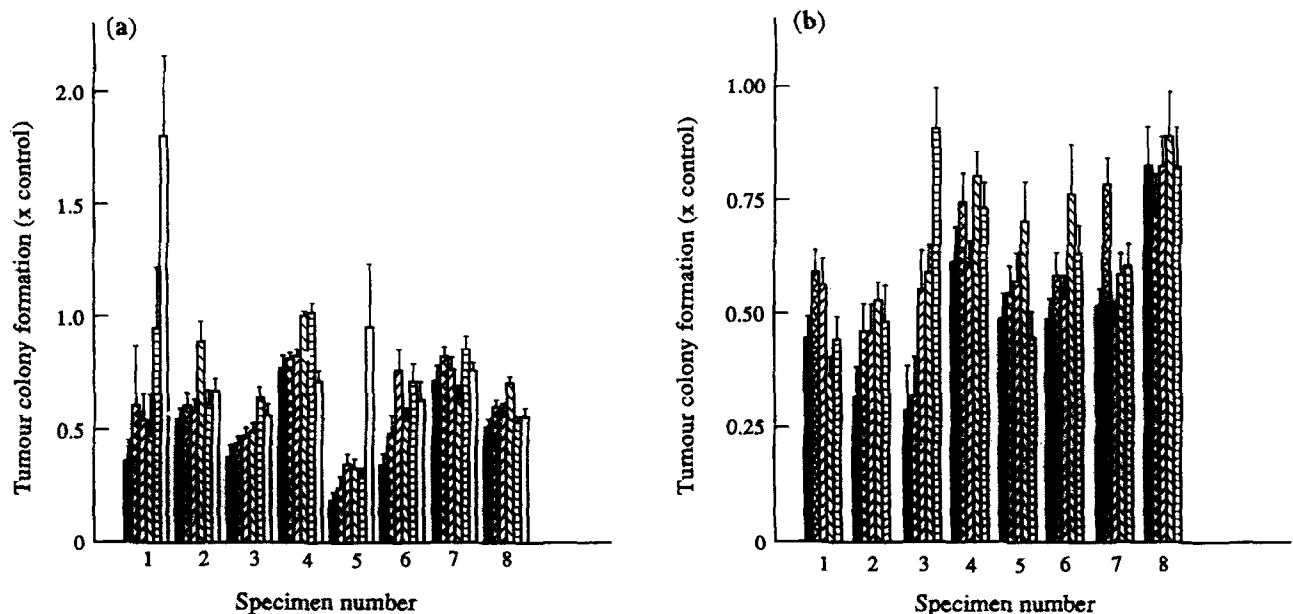 (a)
Tumour colony formation (x control)
2.0
1.5
1.0
0.5
0
1 2 3 4 5 6 7 8
Specimen number
(b)
Tumour colony formation (x control)
1.00
0.75
0.50
0.25
0
1 2 3 4 5 6 7 8
Specimen number